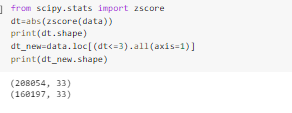 ] from scipy.stats import zscore
dt=abs(zscore(data))
print(dt.shape)
dt_new=data.loc[(dt<=3).all(axis=1)]
print(dt_new.shape)
(208054, 33)
(160197, 33)